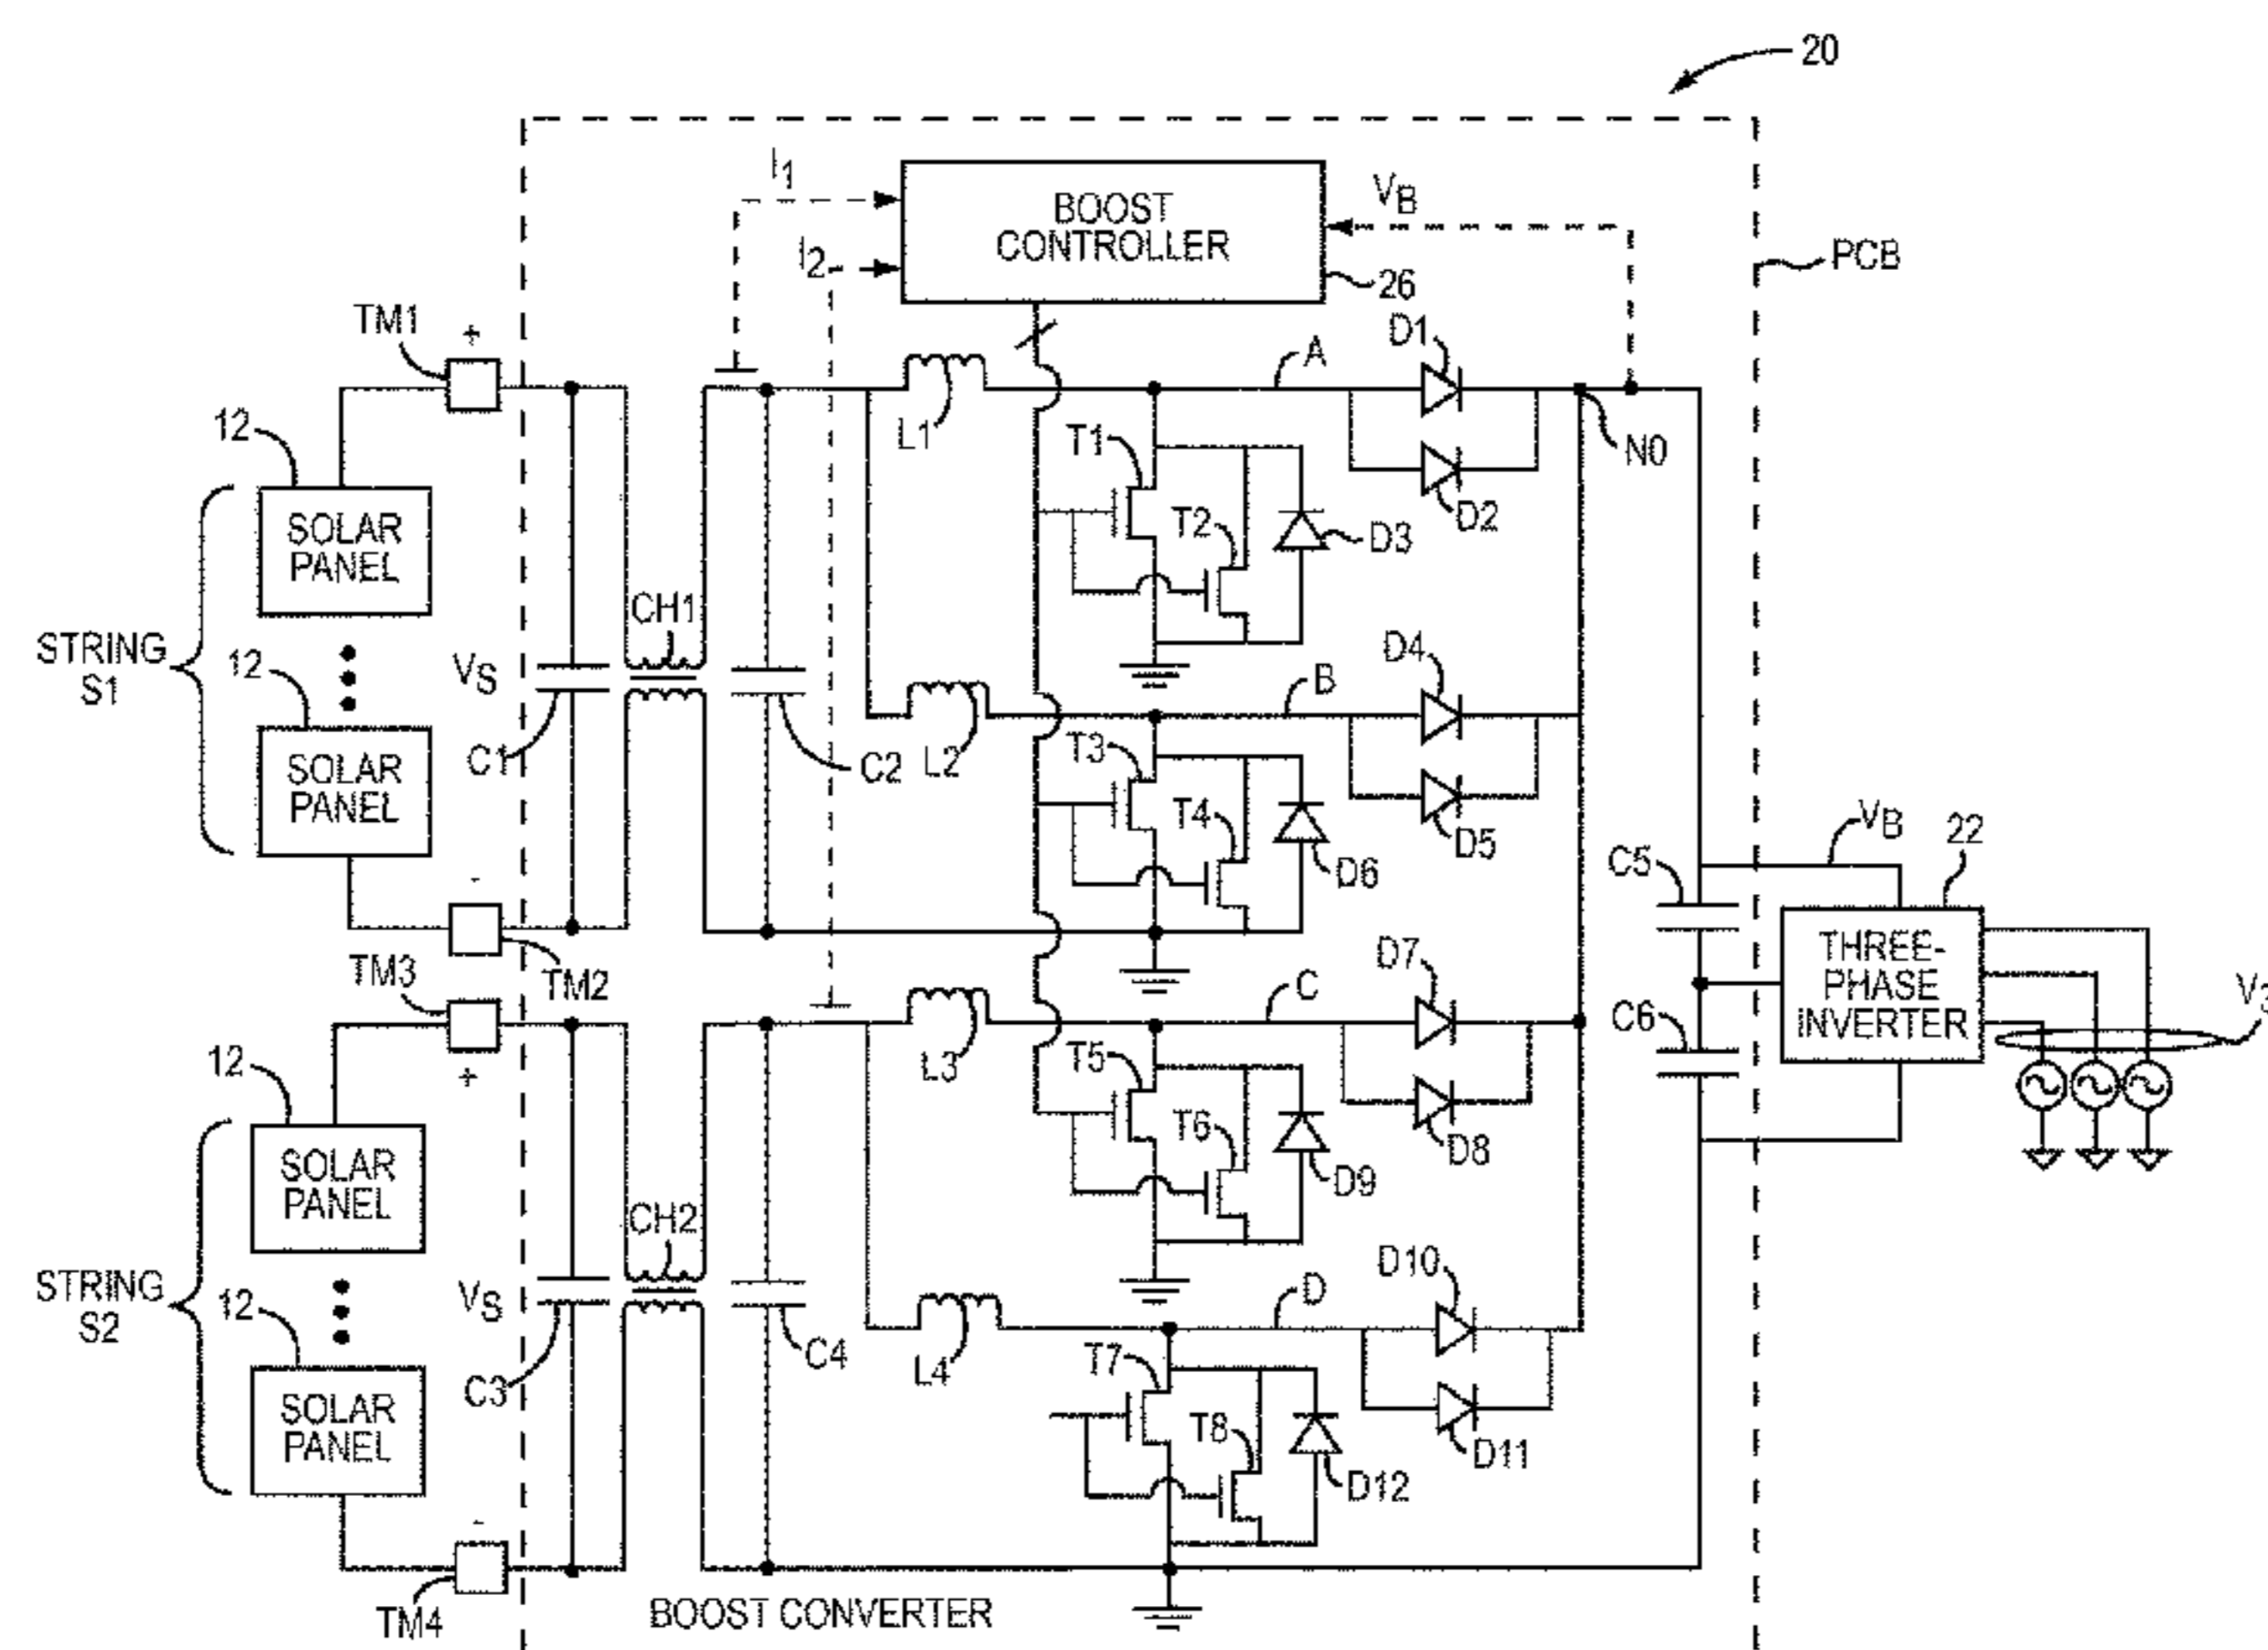 20
I1
I2
BOOST
CONTROLLER
VB
26
PCB
TM1
+
A
D1
L1
N0
12
T1
D2
T2
D3
SOLAR
PANEL
CH1
STRING
S1
12
VS
D4
B
C1
C2
L2
T3
SOLAR
PANEL
T4
D5
D6
VB
22
C5
-
TM2
TM3
D7
C
THREE-
PHASE
INVERTER
C6
+
L3
T5
12
D8
T6
D9
SOLAR
PANEL
CH2
STRING
S2
12
VS
D10
D
C3
C4
L4
T7
SOLAR
PANEL
T8
D11
D12
-
TM4
BOOST CONVERTER